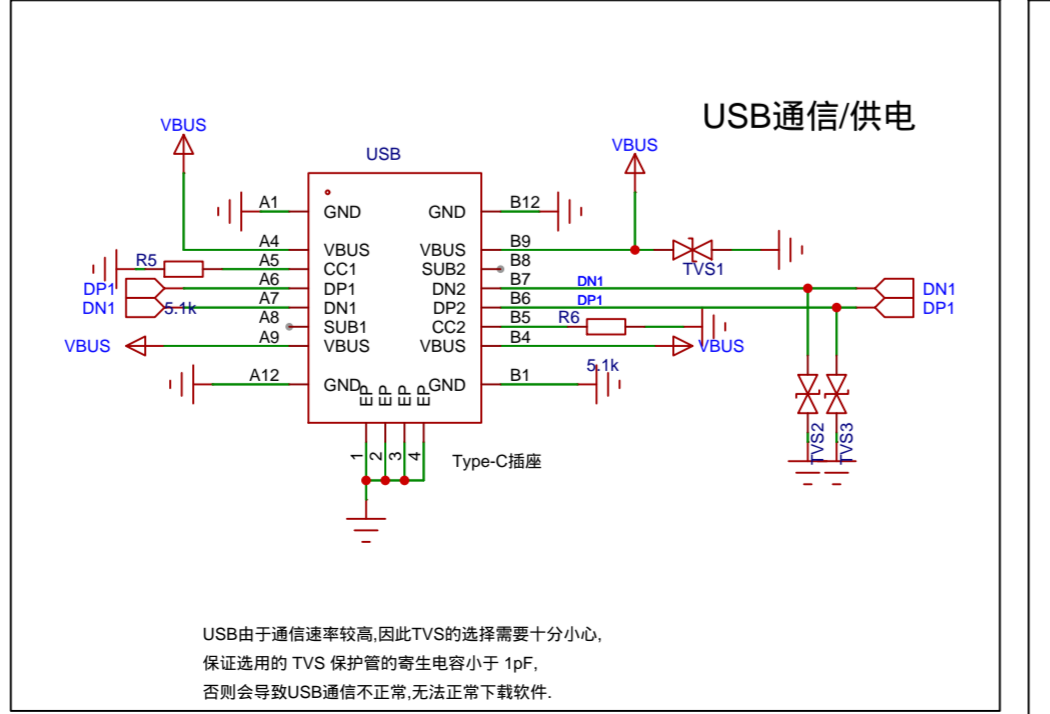 USB通信/供电
VBUS
USB
VBUS
A1
GND
GND
B12
A4
VBUS
VBUS
B9
R5
A5
CC1
SUB2
B8
TVS1
DP1
A6
DP1
DN2
B7
DN1
DN1
DN1
A7
5.1k
DN1
DP2
B6
DP1
DP1
A8
SUB1
CC2
B5
R6
VBUS
A9
VBUS
VBUS
B4
VBUS
5.1k
A12
GND
GND
B1
EP
EP
EP
EP
1
2
3
4
TVS2
TVS3
Type-C插座
USB由于通信速率较高,因此TVS的选择需要十分小心,
保证选用的 TVS 保护管的寄生电容小于 1pF,
否则会导致USB通信不正常,无法正常下载软件.